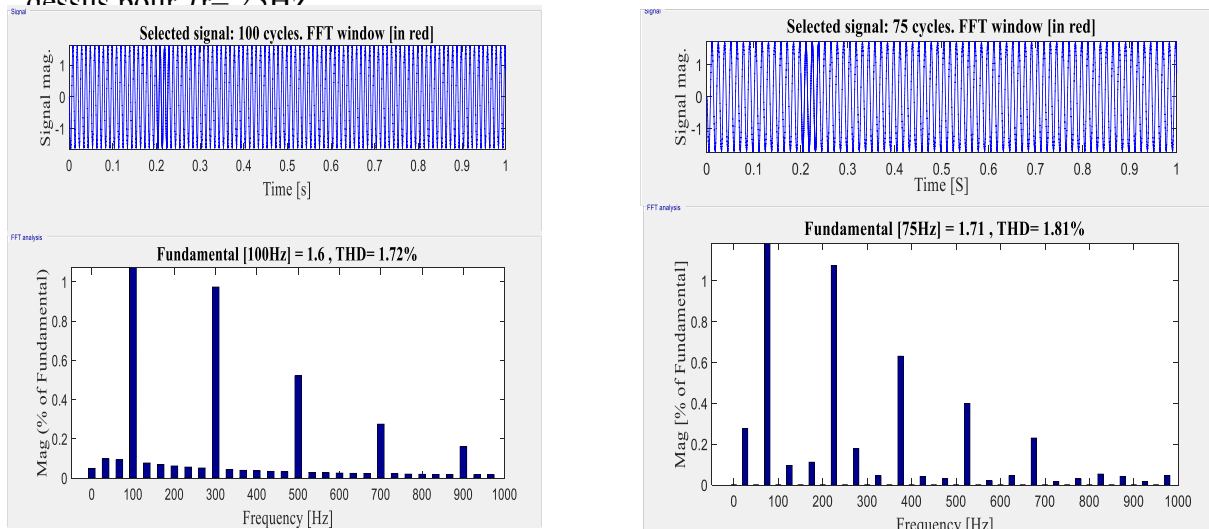 dessus pour
Signal
Selected signal: 100 cycles. FFT window [in red]
Signal mag.
1
0
-1
0 0.1 0.2 0.3 0.4 0.5 0.6 0.7 0.8 0.9 1
Time [s]
FFT analysis
Fundamental [100Hz] = 1.6 , THD= 1.72%
Mag (% of Fundamental)
1
0.8
0.6
0.4
0.2
0
0 100 200 300 400 500 600 700 800 900 1000
Frequency [Hz]
Signal
Selected signal: 75 cycles. FFT window [in red]
Signal mag.
1
0
-1
0 0.1 0.2 0.3 0.4 0.5 0.6 0.7 0.8 0.9 1
Time [S]
FFT analysis
Fundamental [75Hz] = 1.71 , THD= 1.81%
Mag [% of Fundamental]
1
0.8
0.6
0.4
0.2
0
0 100 200 300 400 500 600 700 800 900 1000
Frequency [Hz]